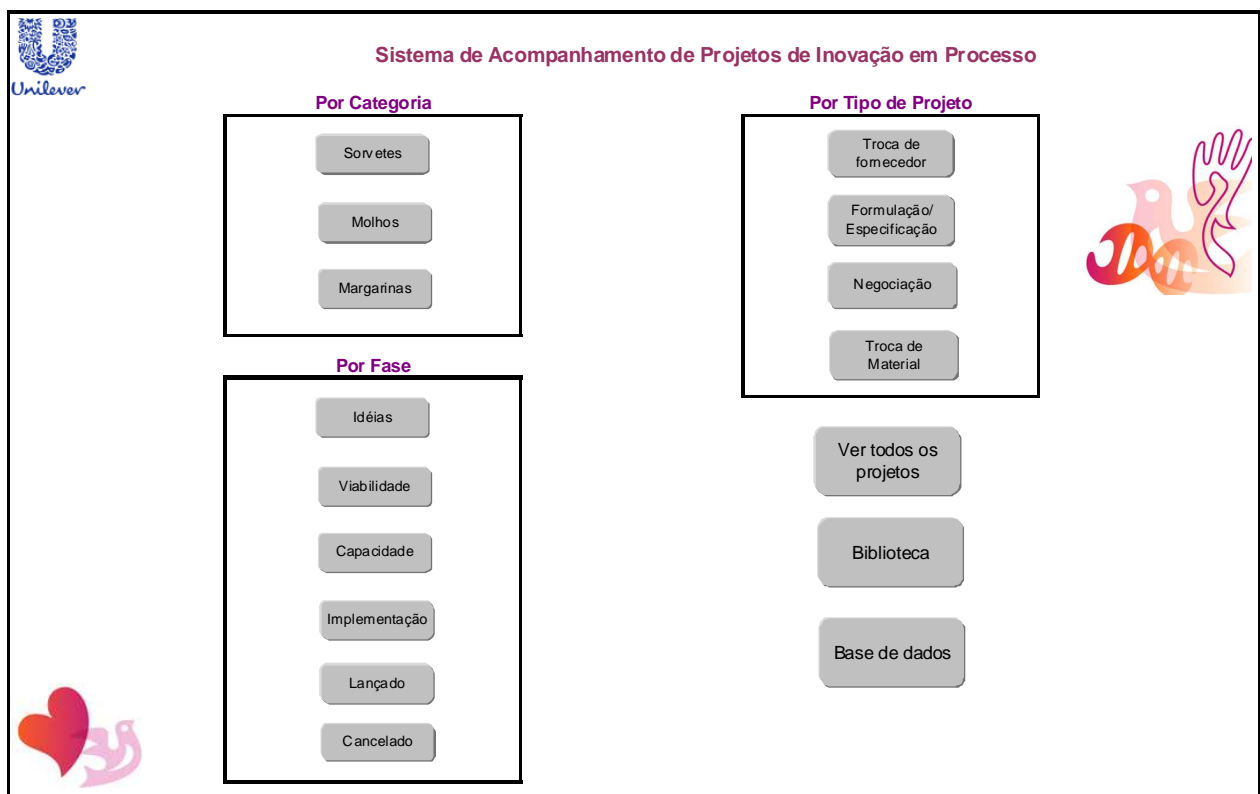 Unilever
Sistema de Acompanhamento de Projetos de Inovação em Processo
Por Categoria
Sorvetes
Molhos
Margarinas
Por Fase
Idéias
Viabilidade
Capacidade
Implementação
Lançado
Cancelado
Por Tipo de Projeto
Troca de
fornecedor
Formulação/
Especificação
Negociação
Troca de
Material
Ver todos os
projetos
Biblioteca
Base de dados